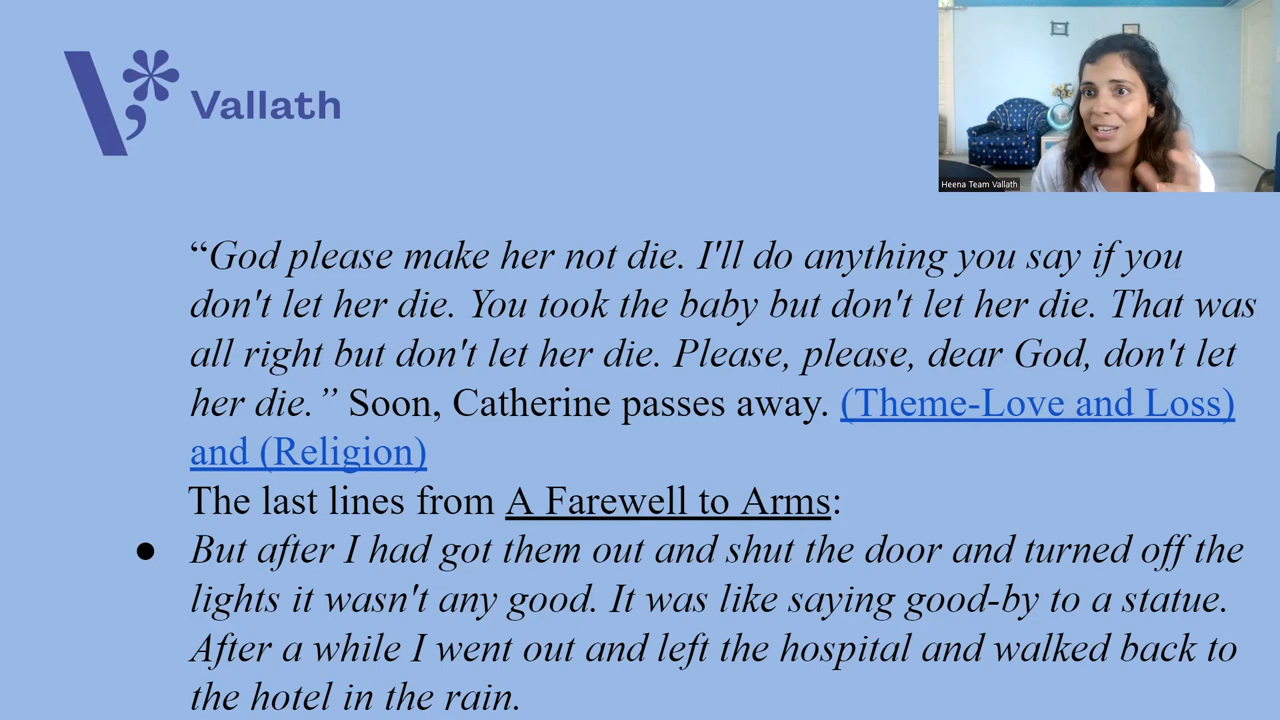 Vallath
Heena Team Vallath
“God please make her not die. I'll do anything you say if you
don't let her die. You took the baby but don't let her die. That was
all right but don't let her die. Please, please, dear God, don't let
her die.” Soon, Catherine passes away. (Theme-Love and Loss)
and (Religion)
The last lines from A Farewell to Arms:
● But after I had got them out and shut the door and turned off the
lights it wasn't any good. It was like saying good-by to a statue.
After a while I went out and left the hospital and walked back to
the hotel in the rain.